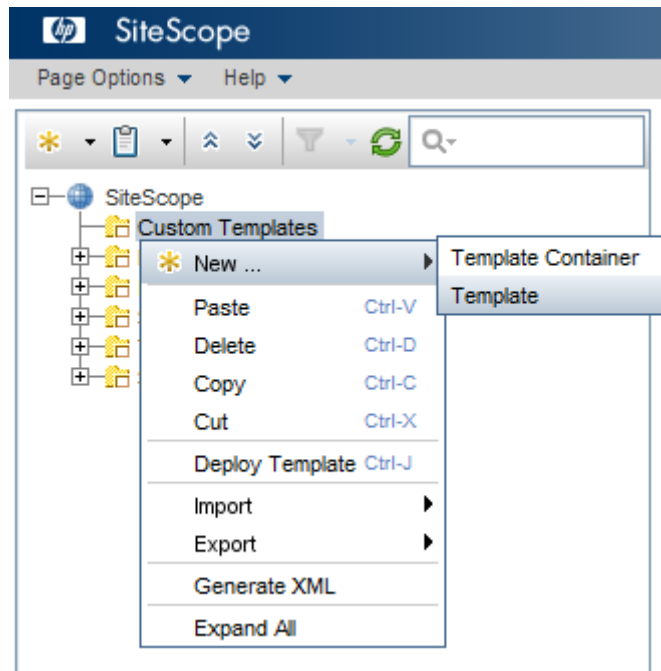 hp SiteScope
Page Options Help
SiteScope
Custom Templates
New ...
Template Container
Template
Paste Ctrl-V
Delete Ctrl-D
Copy Ctrl-C
Cut Ctrl-X
Deploy Template Ctrl-J
Import
Export
Generate XML
Expand All